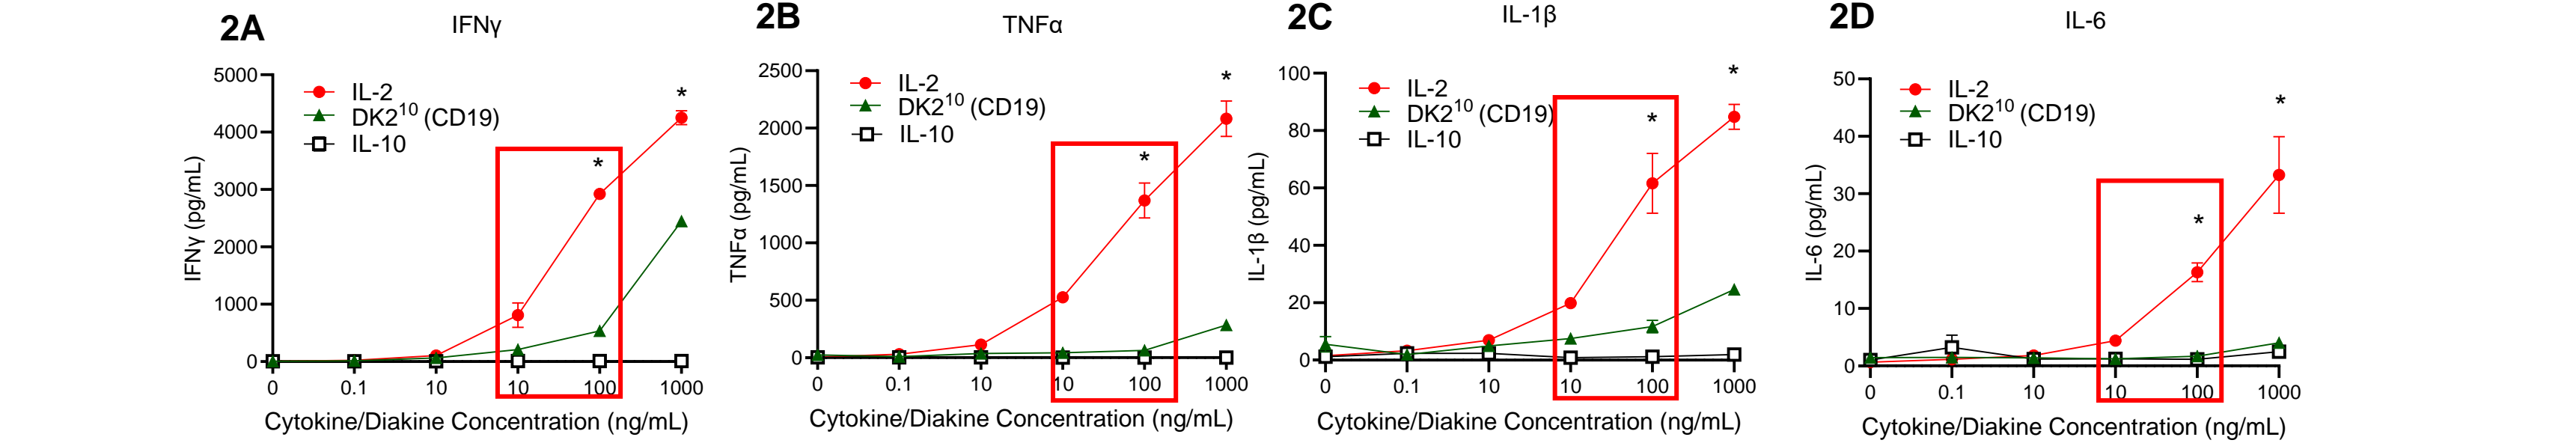 2A
IFNγ
5000
4000
3000
2000
1000
0
IFNγ (pg/mL)
IL-2
DK2¹⁰ (CD19)
IL-10
*
*
0 0.1 10 10 100 1000
Cytokine/Diakine Concentration (ng/mL)
2B
TNFα
2500
2000
1500
1000
500
0
TNFα (pg/mL)
IL-2
DK2¹⁰ (CD19)
IL-10
*
*
0 0.1 10 10 100 1000
Cytokine/Diakine Concentration (ng/mL)
2C
IL-1β
100
80
60
40
20
0
IL-1β (pg/mL)
IL-2
DK2¹⁰ (CD19)
IL-10
*
*
0 0.1 10 10 100 1000
Cytokine/Diakine Concentration (ng/mL)
2D
IL-6
50
40
30
20
10
0
IL-6 (pg/mL)
IL-2
DK2¹⁰ (CD19)
IL-10
*
*
0 0.1 10 10 100 1000
Cytokine/Diakine Concentration (ng/mL)